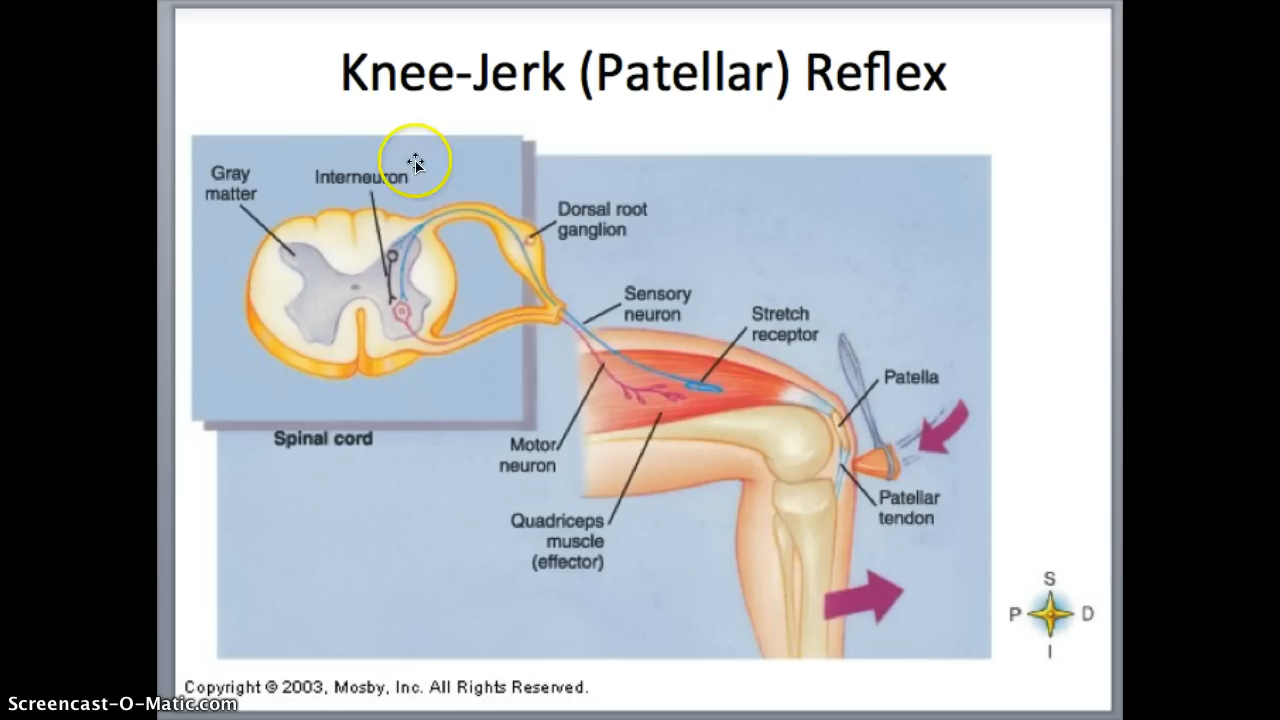 Knee-Jerk (Patellar) Reflex
Gray
matter
Interneuron
Dorsal root
ganglion
Sensory
neuron
Stretch
receptor
Patella
Spinal cord
Motor
neuron
Patellar
tendon
Quadriceps
muscle
(effector)
S
P D
I
Copyright © 2003, Mosby, Inc. All Rights Reserved.
Screencast-O-Matic.com